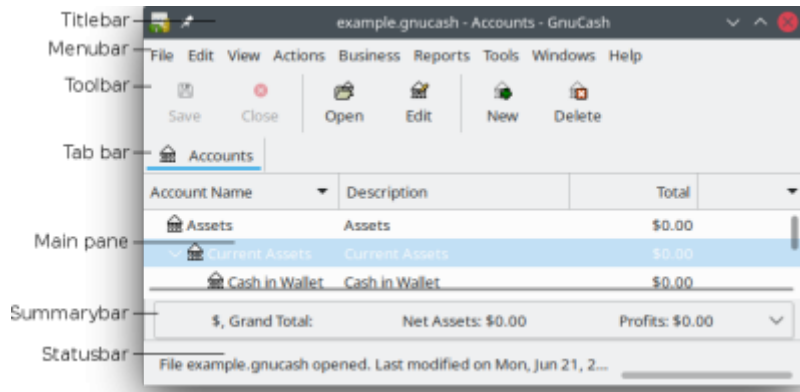 Titlebar example.gnucash - Accounts - GnuCash
Menubar File Edit View Actions Business Reports Tools Windows Help
Toolbar
Save Close Open Edit New Delete
Tab bar Accounts
Account Name Description Total
Assets Assets $0.00
Main pane
Current Assets Current Assets $0.00
Cash in Wallet Cash in Wallet $0.00
Summarybar $, Grand Total: Net Assets: $0.00 Profits: $0.00
Statusbar File example.gnucash opened. Last modified on Mon, Jun 21, 2...